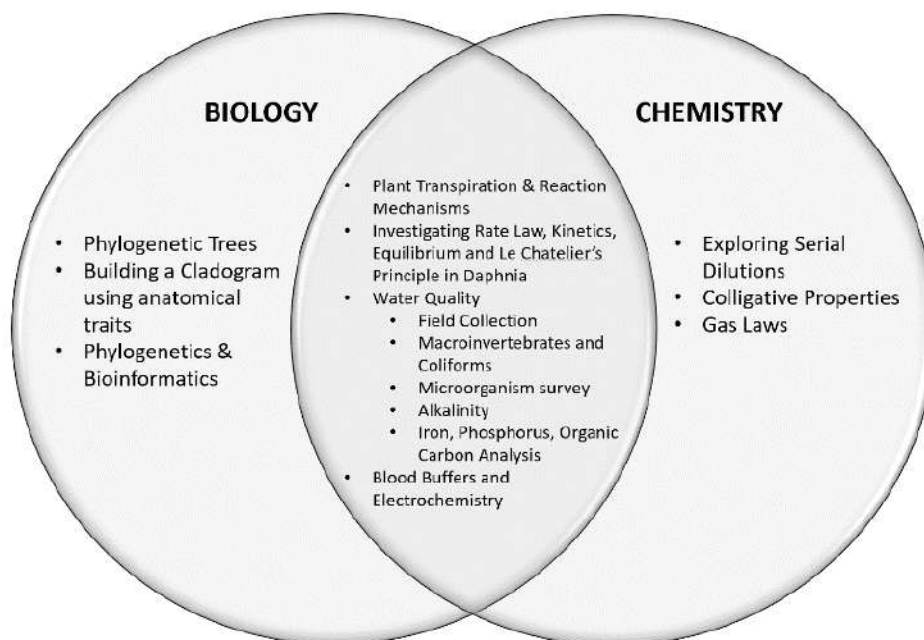 BIOLOGY
• Phylogenetic Trees
• Building a Cladogram
using anatomical
traits
• Phylogenetics &
Bioinformatics
• Plant Transpiration & Reaction
Mechanisms
• Investigating Rate Law, Kinetics,
Equilibrium and Le Chatelier's
Principle in Daphnia
• Water Quality
• Field Collection
• Macroinvertebrates and
Coliforms
• Microorganism survey
• Alkalinity
• Iron, Phosphorus, Organic
Carbon Analysis
• Blood Buffers and
Electrochemistry
CHEMISTRY
• Exploring Serial
Dilutions
• Colligative Properties
• Gas Laws